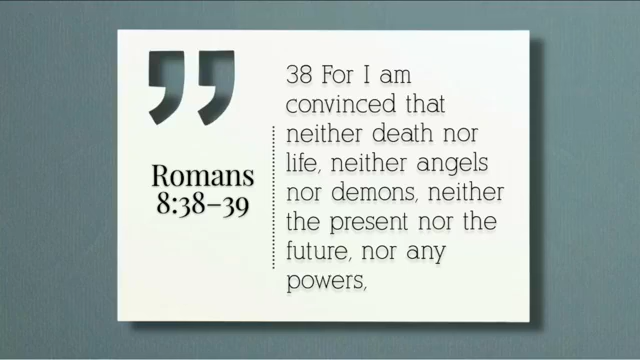 Romans
8:38–39
38 For I am
convinced that
neither death nor
life, neither angels
nor demons, neither
the present nor the
future, nor any
powers,